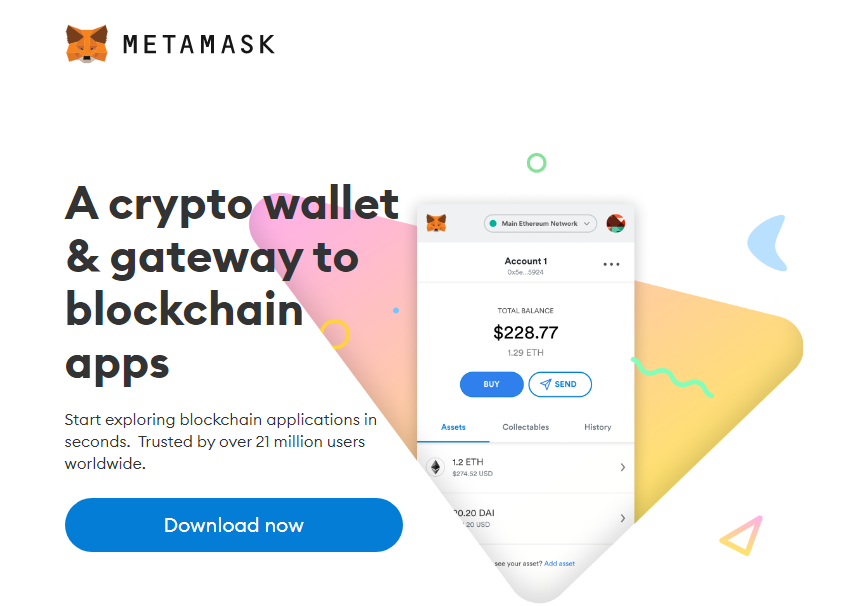 METAMASK
A crypto wallet
& gateway to
blockchain
apps
Start exploring blockchain applications in
seconds. Trusted by over 21 million users
worldwide.
Download now
Main Ethereum Network
Account 1
0x5e...5924
TOTAL BALANCE
$228.77
1.29 ETH
BUY
SEND
Assets
Collectables
History
1.2 ETH
$274.52 USD
DAI
20 USD
see your asset? Add asset